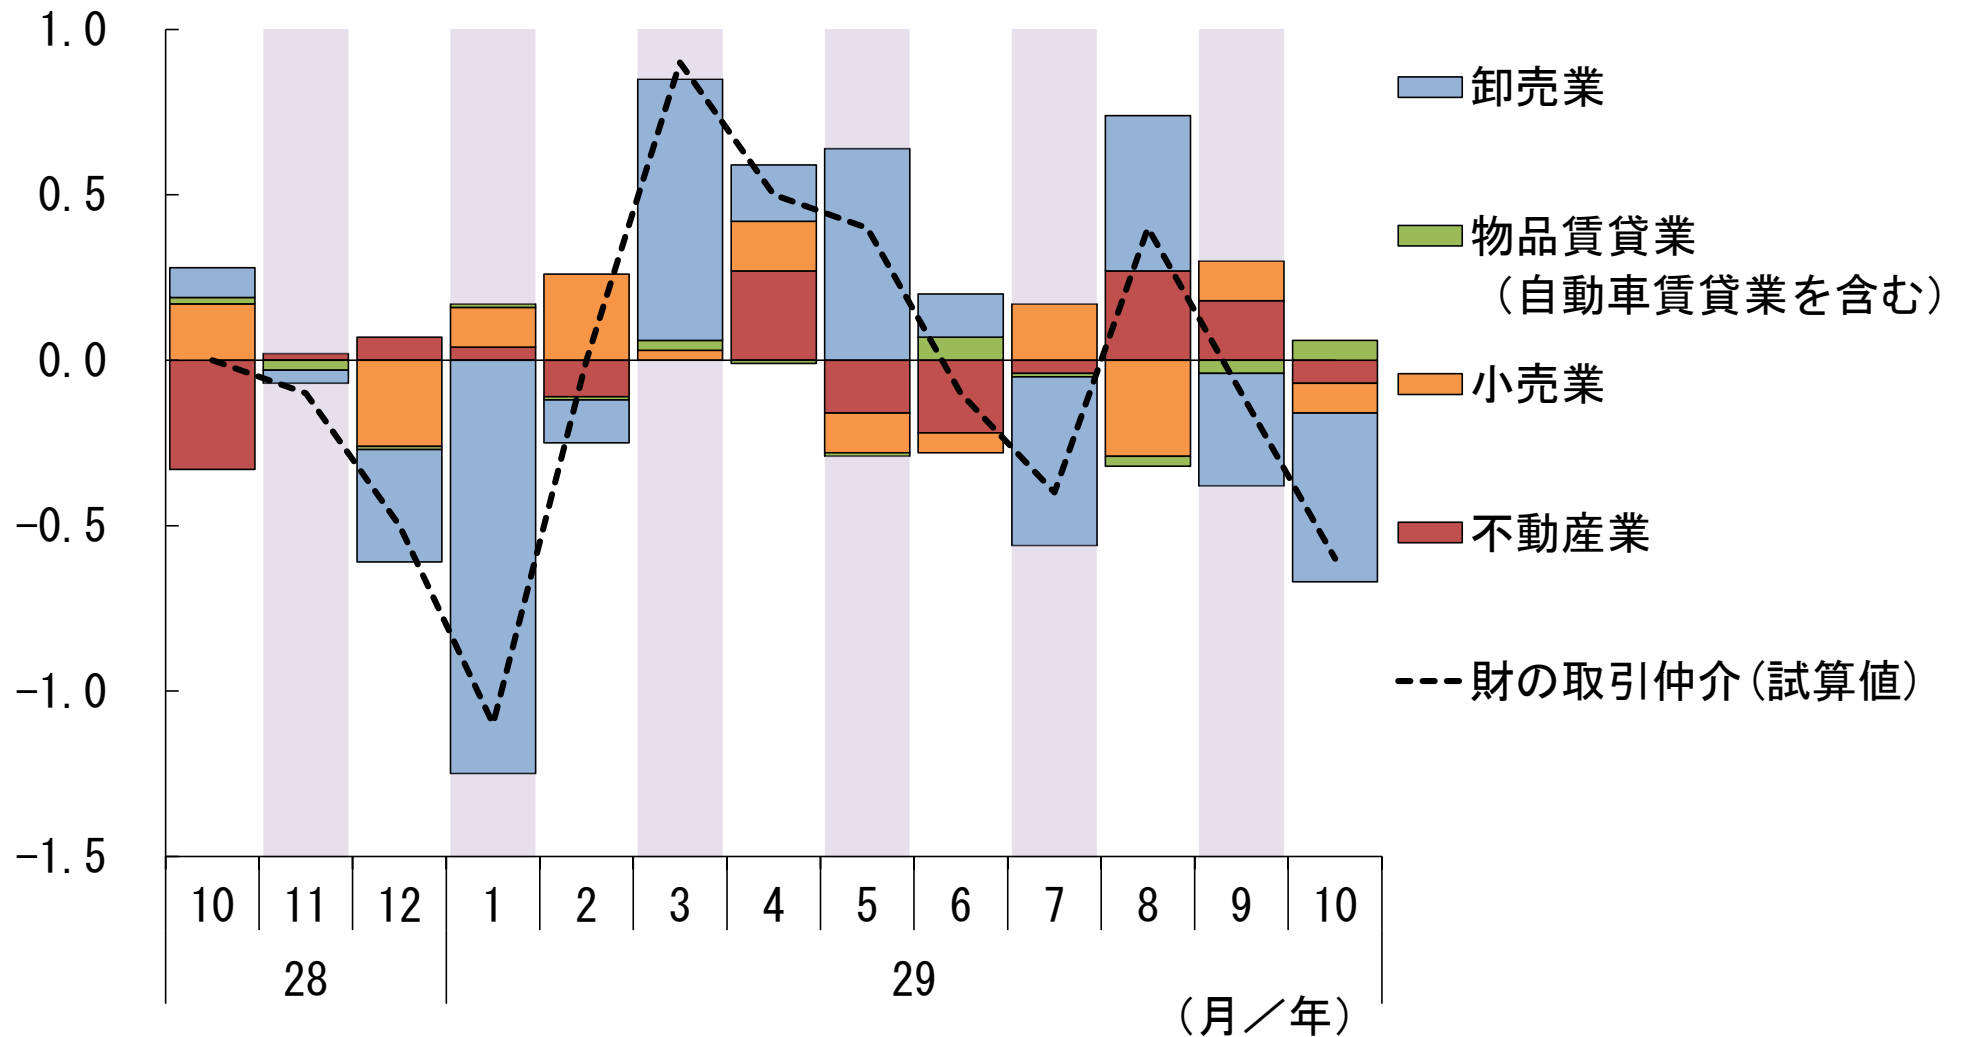 1.0
0.5
0.0
-0.5
-1.0
-1.5
10 11 12 1 2 3 4 5 6 7 8 9 10
28 29
（月／年）
卸売業
物品賃貸業
（自動車賃貸業を含む）
小売業
不動産業
財の取引仲介(試算値)